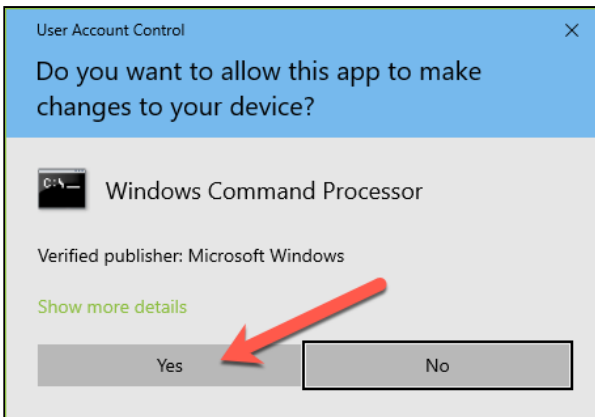 User Account Control
Do you want to allow this app to make
changes to your device?
C:\_
Windows Command Processor
Verified publisher: Microsoft Windows
Show more details
Yes
No